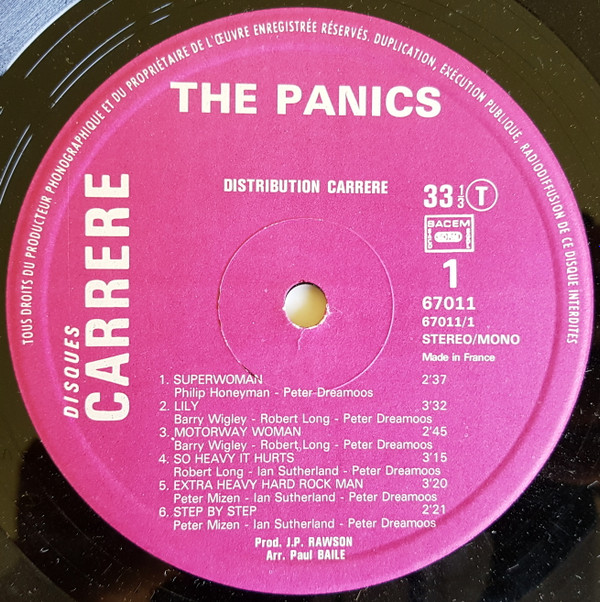 TOUS DROITS DU PRODUCTEUR PHONOGRAPHIQUE ET DU PROPRIÉTAIRE DE L'ŒUVRE ENREGISTRÉE RÉSERVÉS. DUPLICATION, EXÉCUTION PUBLIQUE, RADIODIFFUSION DE CE DISQUE INTERDITES
THE PANICS
DISQUES
CARRERE
DISTRIBUTION CARRERE
33 1/3 T
SACEM
1
67011
67011/1
STEREO/MONO
Made in France
1. SUPERWOMAN 2'37
Philip Honeyman - Peter Dreamoos
2. LILY 3'32
Barry Wigley - Robert Long - Peter Dreamoos
3. MOTORWAY WOMAN 2'45
Barry Wigley - Robert Long - Peter Dreamoos
4. SO HEAVY IT HURTS 3'15
Robert Long - Ian Sutherland - Peter Dreamoos
5. EXTRA HEAVY HARD ROCK MAN 3'20
Peter Mizen - Ian Sutherland - Peter Dreamoos
6. STEP BY STEP 2'21
Peter Mizen - Ian Sutherland - Peter Dreamoos
Prod. J.P. RAWSON
Arr. Paul BAILE